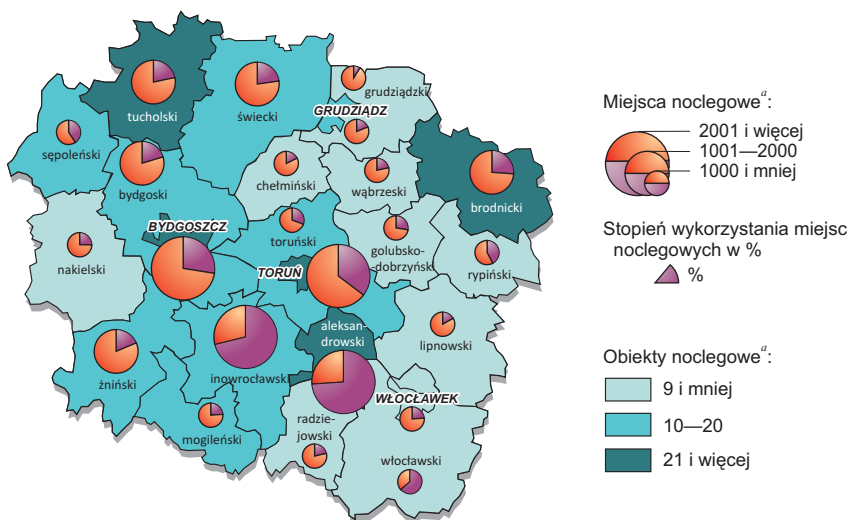 grudziądzki
GRUDZIĄDZ
tucholski
świecki
sępoleński
bydgoski
chełmiński
wąbrzeski
brodnicki
BYDGOSZCZ
toruński
golubsko-
-dobrzyński
rypiński
nakielski
TORUŃ
aleksan-
drowski
lipnowski
żniński
inowrocławski
WŁOCŁAWEK
mogileński
radzie-
jowski
włocławski
Miejsca noclegowe^a:
2001 i więcej
1001—2000
1000 i mniej
Stopień wykorzystania miejsc
noclegowych w %
%
Obiekty noclegowe^a:
9 i mniej
10—20
21 i więcej